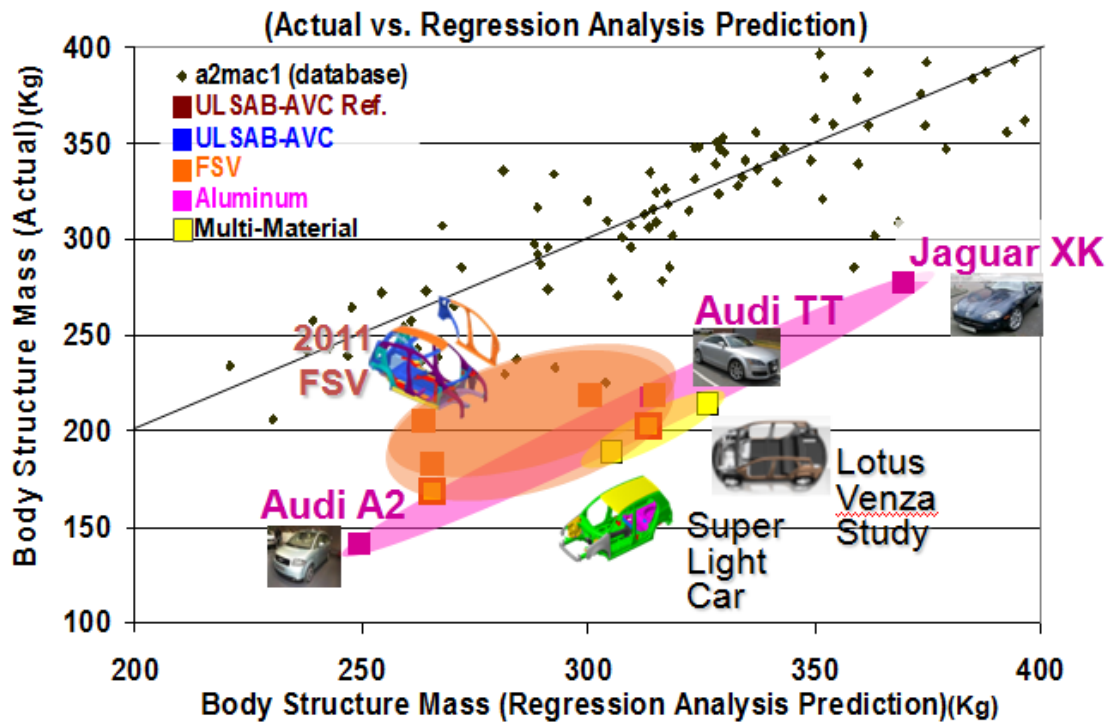 (Actual vs. Regression Analysis Prediction)
400
350
300
250
200
150
100
Body Structure Mass (Actual)(Kg)
a2mac1 (database)
ULSAB-AVC Ref.
ULSAB-AVC
FSV
Aluminum
Multi-Material
Jaguar XK
Audi TT
2011
FSV
Audi A2
Super
Light
Car
Lotus
Venza
Study
200
250
300
350
400
Body Structure Mass (Regression Analysis Prediction)(Kg)